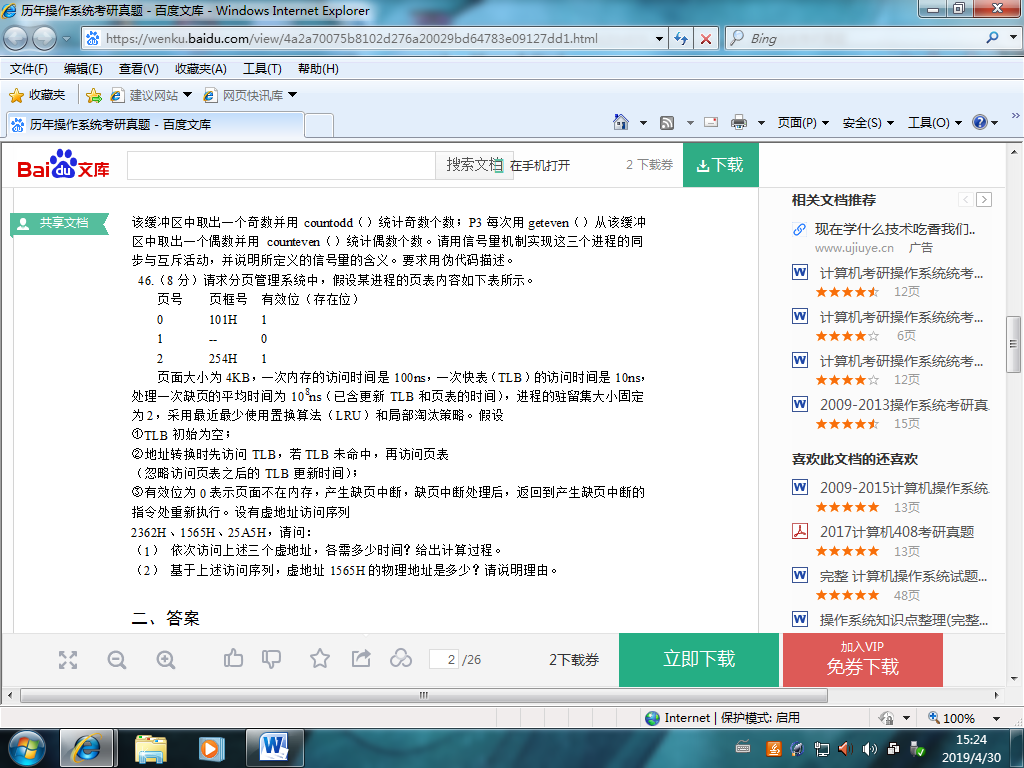 历年操作系统考研真题 - 百度文库 - Windows Internet Explorer
https://wenku.baidu.com/view/4a2a70075b8102d276a20029bd64783e09127dd1.html
Bing
文件(F) 编辑(E) 查看(V) 收藏夹(A) 工具(T) 帮助(H)
收藏夹 建议网站 网页快讯库
历年操作系统考研真题 - 百度文库
页面(P) 安全(S) 工具(O)
Bai du 文库
搜索文档 在手机打开 2 下载券 下载
共享文档
该缓冲区中取出一个奇数并用 countodd（）统计奇数个数；P3 每次用 geteven（）从该缓冲
区中取出一个偶数并用 counteven（）统计偶数个数。请用信号量机制实现这三个进程的同
步与互斥活动，并说明所定义的信号量的含义。要求用伪代码描述。
46.（8 分）请求分页管理系统中，假设某进程的页表内容如下表所示。
页号 页框号 有效位（存在位）
0 101H 1
1 -- 0
2 254H 1
页面大小为 4KB，一次内存的访问时间是 100ns，一次快表（TLB）的访问时间是 10ns，
处理一次缺页的平均时间为 10⁸ns（已含更新 TLB 和页表的时间），进程的驻留集大小固定
为 2，采用最近最少使用置换算法（LRU）和局部淘汰策略。假设
①TLB 初始为空；
②地址转换时先访问 TLB，若 TLB 未命中，再访问页表
（忽略访问页表之后的 TLB 更新时间）；
③有效位为 0 表示页面不在内存，产生缺页中断，缺页中断处理后，返回到产生缺页中断的
指令处重新执行。设有虚地址访问序列
2362H、1565H、25A5H，请问：
（1） 依次访问上述三个虚地址，各需多少时间？给出计算过程。
（2） 基于上述访问序列，虚地址 1565H 的物理地址是多少？请说明理由。
二、答案
相关文档推荐
现在学什么技术吃香我们..
www.ujiuye.cn 广告
计算机考研操作系统统考...
12页
计算机考研操作系统统考...
6页
计算机考研操作系统统考...
12页
2009-2013操作系统考研真
15页
喜欢此文档的还喜欢
2009-2015计算机操作系统
13页
2017计算机408考研真题
13页
完整 计算机操作系统试题...
48页
操作系统知识点整理(完整...
2 /26
2下载券
立即下载
加入VIP
免券下载
Internet | 保护模式: 启用
100%
15:24
2019/4/30